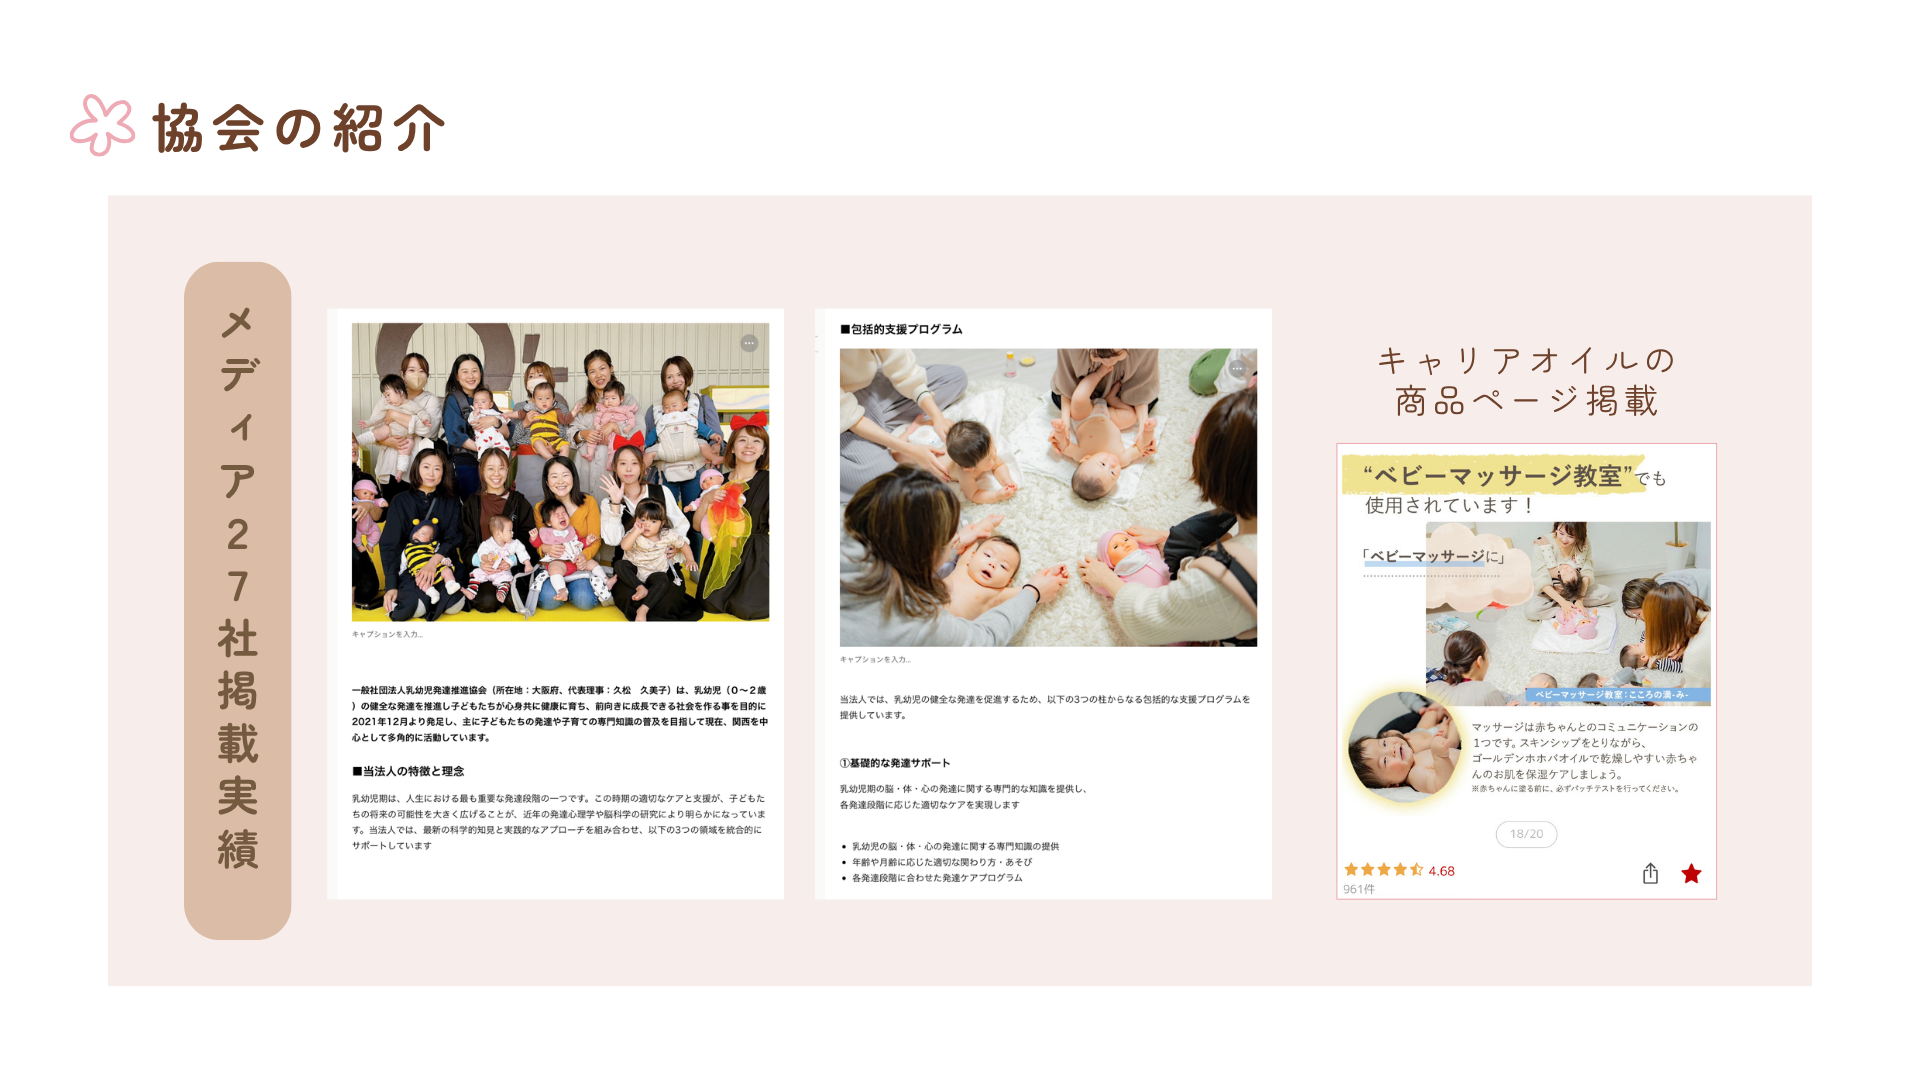 協会の紹介
メディア27社掲載実績
キャプションを入力...
一般社団法人乳幼児発達推進協会（所在地：大阪府、代表理事：久松　久美子）は、乳幼児（０〜２歳
）の健全な発達を推進し子どもたちが心身共に健康に育ち、前向きに成長できる社会を作る事を目的に
2021年12月より発足し、主に子どもたちの発達や子育ての専門知識の普及を目指して現在、関西を中
心として多角的に活動しています。
■当法人の特徴と理念
乳幼児期は、人生における最も重要な発達段階の一つです。この時期の適切なケアと支援が、子どもた
ちの将来の可能性を大きく広げることが、近年の発達心理学や脳科学の研究により明らかになっていま
す。当法人では、最新の科学的知見と実践的なアプローチを組み合わせ、以下の3つの領域を統合的に
サポートしています
■包括的支援プログラム
キャプションを入力...
当法人では、乳幼児の健全な発達を促進するため、以下の3つの柱からなる包括的な支援プログラムを
提供しています。
①基礎的な発達サポート
乳幼児期の脳・体・心の発達に関する専門的な知識を提供し、
各発達段階に応じた適切なケアを実現します
• 乳幼児の脳・体・心の発達に関する専門知識の提供
• 年齢や月齢に応じた適切な関わり方・あそび
• 各発達段階に合わせた発達ケアプログラム
キャリアオイルの
商品ページ掲載
“ベビーマッサージ教室”でも
使用されています！
「ベビーマッサージに」
ベビーマッサージ教室：こころの満-み-
マッサージは赤ちゃんとのコミュニケーションの
1つです。スキンシップをとりながら、
ゴールデンホホバオイルで乾燥しやすい赤ちゃ
んのお肌を保湿ケアしましょう。
※赤ちゃんに塗る前に、必ずパッチテストを行ってください。
18/20
4.68
961件